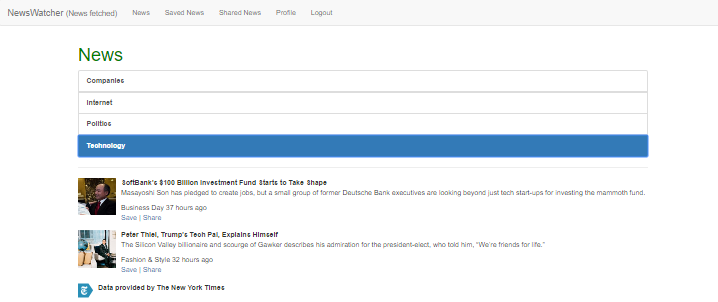 NewsWatcher (News fetched) News Saved News Shared News Profile Logout
News
Companies
Internet
Politics
Technology
SoftBank's $100 Billion Investment Fund Starts to Take Shape
Masayoshi Son has pledged to create jobs, but a small group of former Deutsche Bank executives are looking beyond just tech start-ups for investing the mammoth fund.
Business Day 37 hours ago
Save | Share
Peter Thiel, Trump's Tech Pal, Explains Himself
The Silicon Valley billionaire and scourge of Gawker describes his admiration for the president-elect, who told him, "We're friends for life."
Fashion & Style 32 hours ago
Save | Share
T Data provided by The New York Times